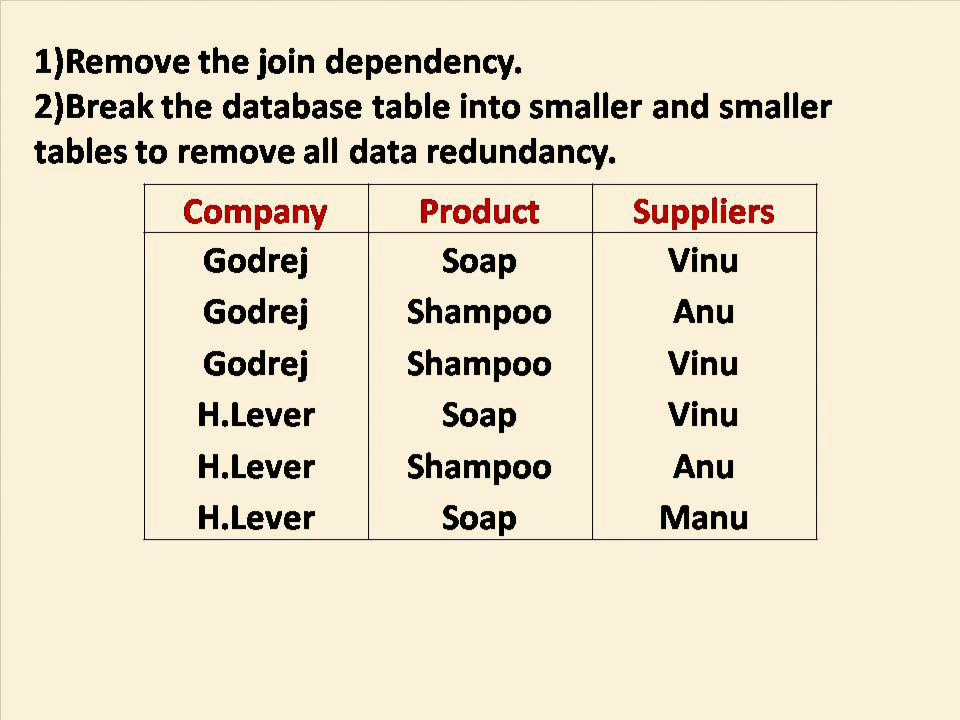 1)Remove the join dependency.
2)Break the database table into smaller and smaller
tables to remove all data redundancy.
Company Product Suppliers
Godrej Soap Vinu
Godrej Shampoo Anu
Godrej Shampoo Vinu
H.Lever Soap Vinu
H.Lever Shampoo Anu
H.Lever Soap Manu